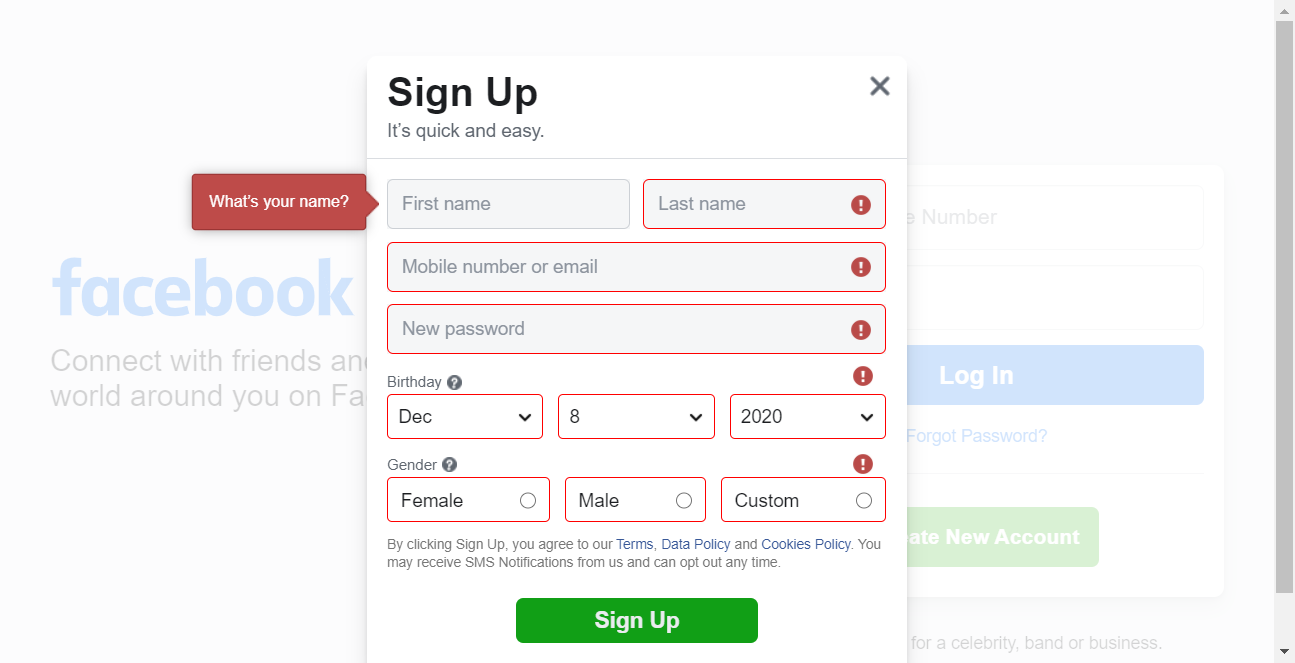 Sign Up
It's quick and easy.
What's your name?
First name
Last name
Mobile number or email
New password
Birthday
Dec
8
2020
Gender
Female
Male
Custom
By clicking Sign Up, you agree to our Terms, Data Policy and Cookies Policy. You
may receive SMS Notifications from us and can opt out any time.
Sign Up
facebook
Connect with friends
world around you on
Number
Log In
Forgot Password?
New Account
for a celebrity, band or business.